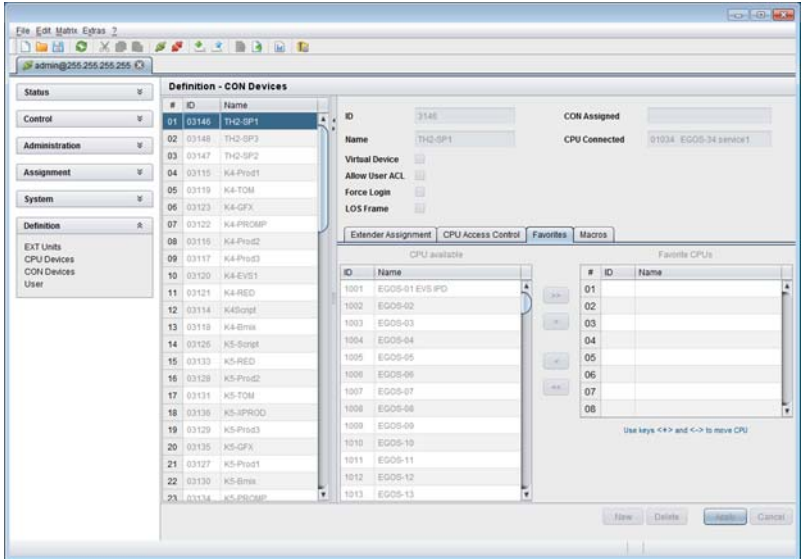 File Edit Matrix Extras ?
admin@255.255.255.255
Status
Control
Administration
Assignment
System
Definition
EXT Units
CPU Devices
CON Devices
User
Definition - CON Devices
# ID Name
01 03146 TH2-SP1
02 03148 TH2-SP3
03 03147 TH2-SP2
04 03115 K4-Prod1
05 03119 K4-TOM
06 03123 K4-GFX
07 03122 K4-PROMP
08 03116 K4-Prod2
09 03117 K4-Prod3
10 03120 K4-EVS1
11 03121 K4-RED
12 03114 K4Script
13 03118 K4-Bmix
14 03126 K5-Script
15 03133 K5-RED
16 03128 K5-Prod2
17 03131 K5-TOM
18 03136 K5-XPROD
19 03129 K5-Prod3
20 03135 K5-GFX
21 03127 K5-Prod1
22 03130 K5-Bmix
23 03134 K5-PROMP
ID 3146
Name TH2-SP1
Virtual Device
Allow User ACL
Force Login
LOS Frame
CON Assigned
CPU Connected 01034 EGOS-34 service1
Extender Assignment CPU Access Control Favorites Macros
CPU available
ID Name
1001 EGOS-01 EVS IPD
1002 EGOS-02
1003 EGOS-03
1004 EGOS-04
1005 EGOS-05
1006 EGOS-06
1007 EGOS-07
1008 EGOS-08
1009 EGOS-09
1010 EGOS-10
1011 EGOS-11
1012 EGOS-12
1013 EGOS-13
>>
>
<
<<
Favorite CPUs
# ID Name
01
02
03
04
05
06
07
08
Use keys <+> and <-> to move CPU
New Delete Apply Cancel